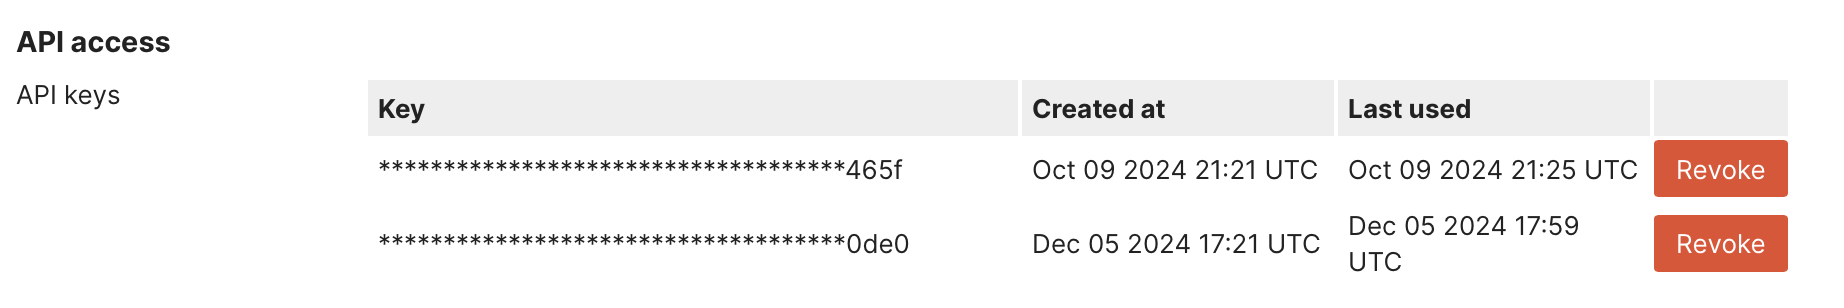 API access
API keys
Key Created at Last used
************************************465f Oct 09 2024 21:21 UTC Oct 09 2024 21:25 UTC Revoke
************************************0de0 Dec 05 2024 17:21 UTC Dec 05 2024 17:59 UTC Revoke